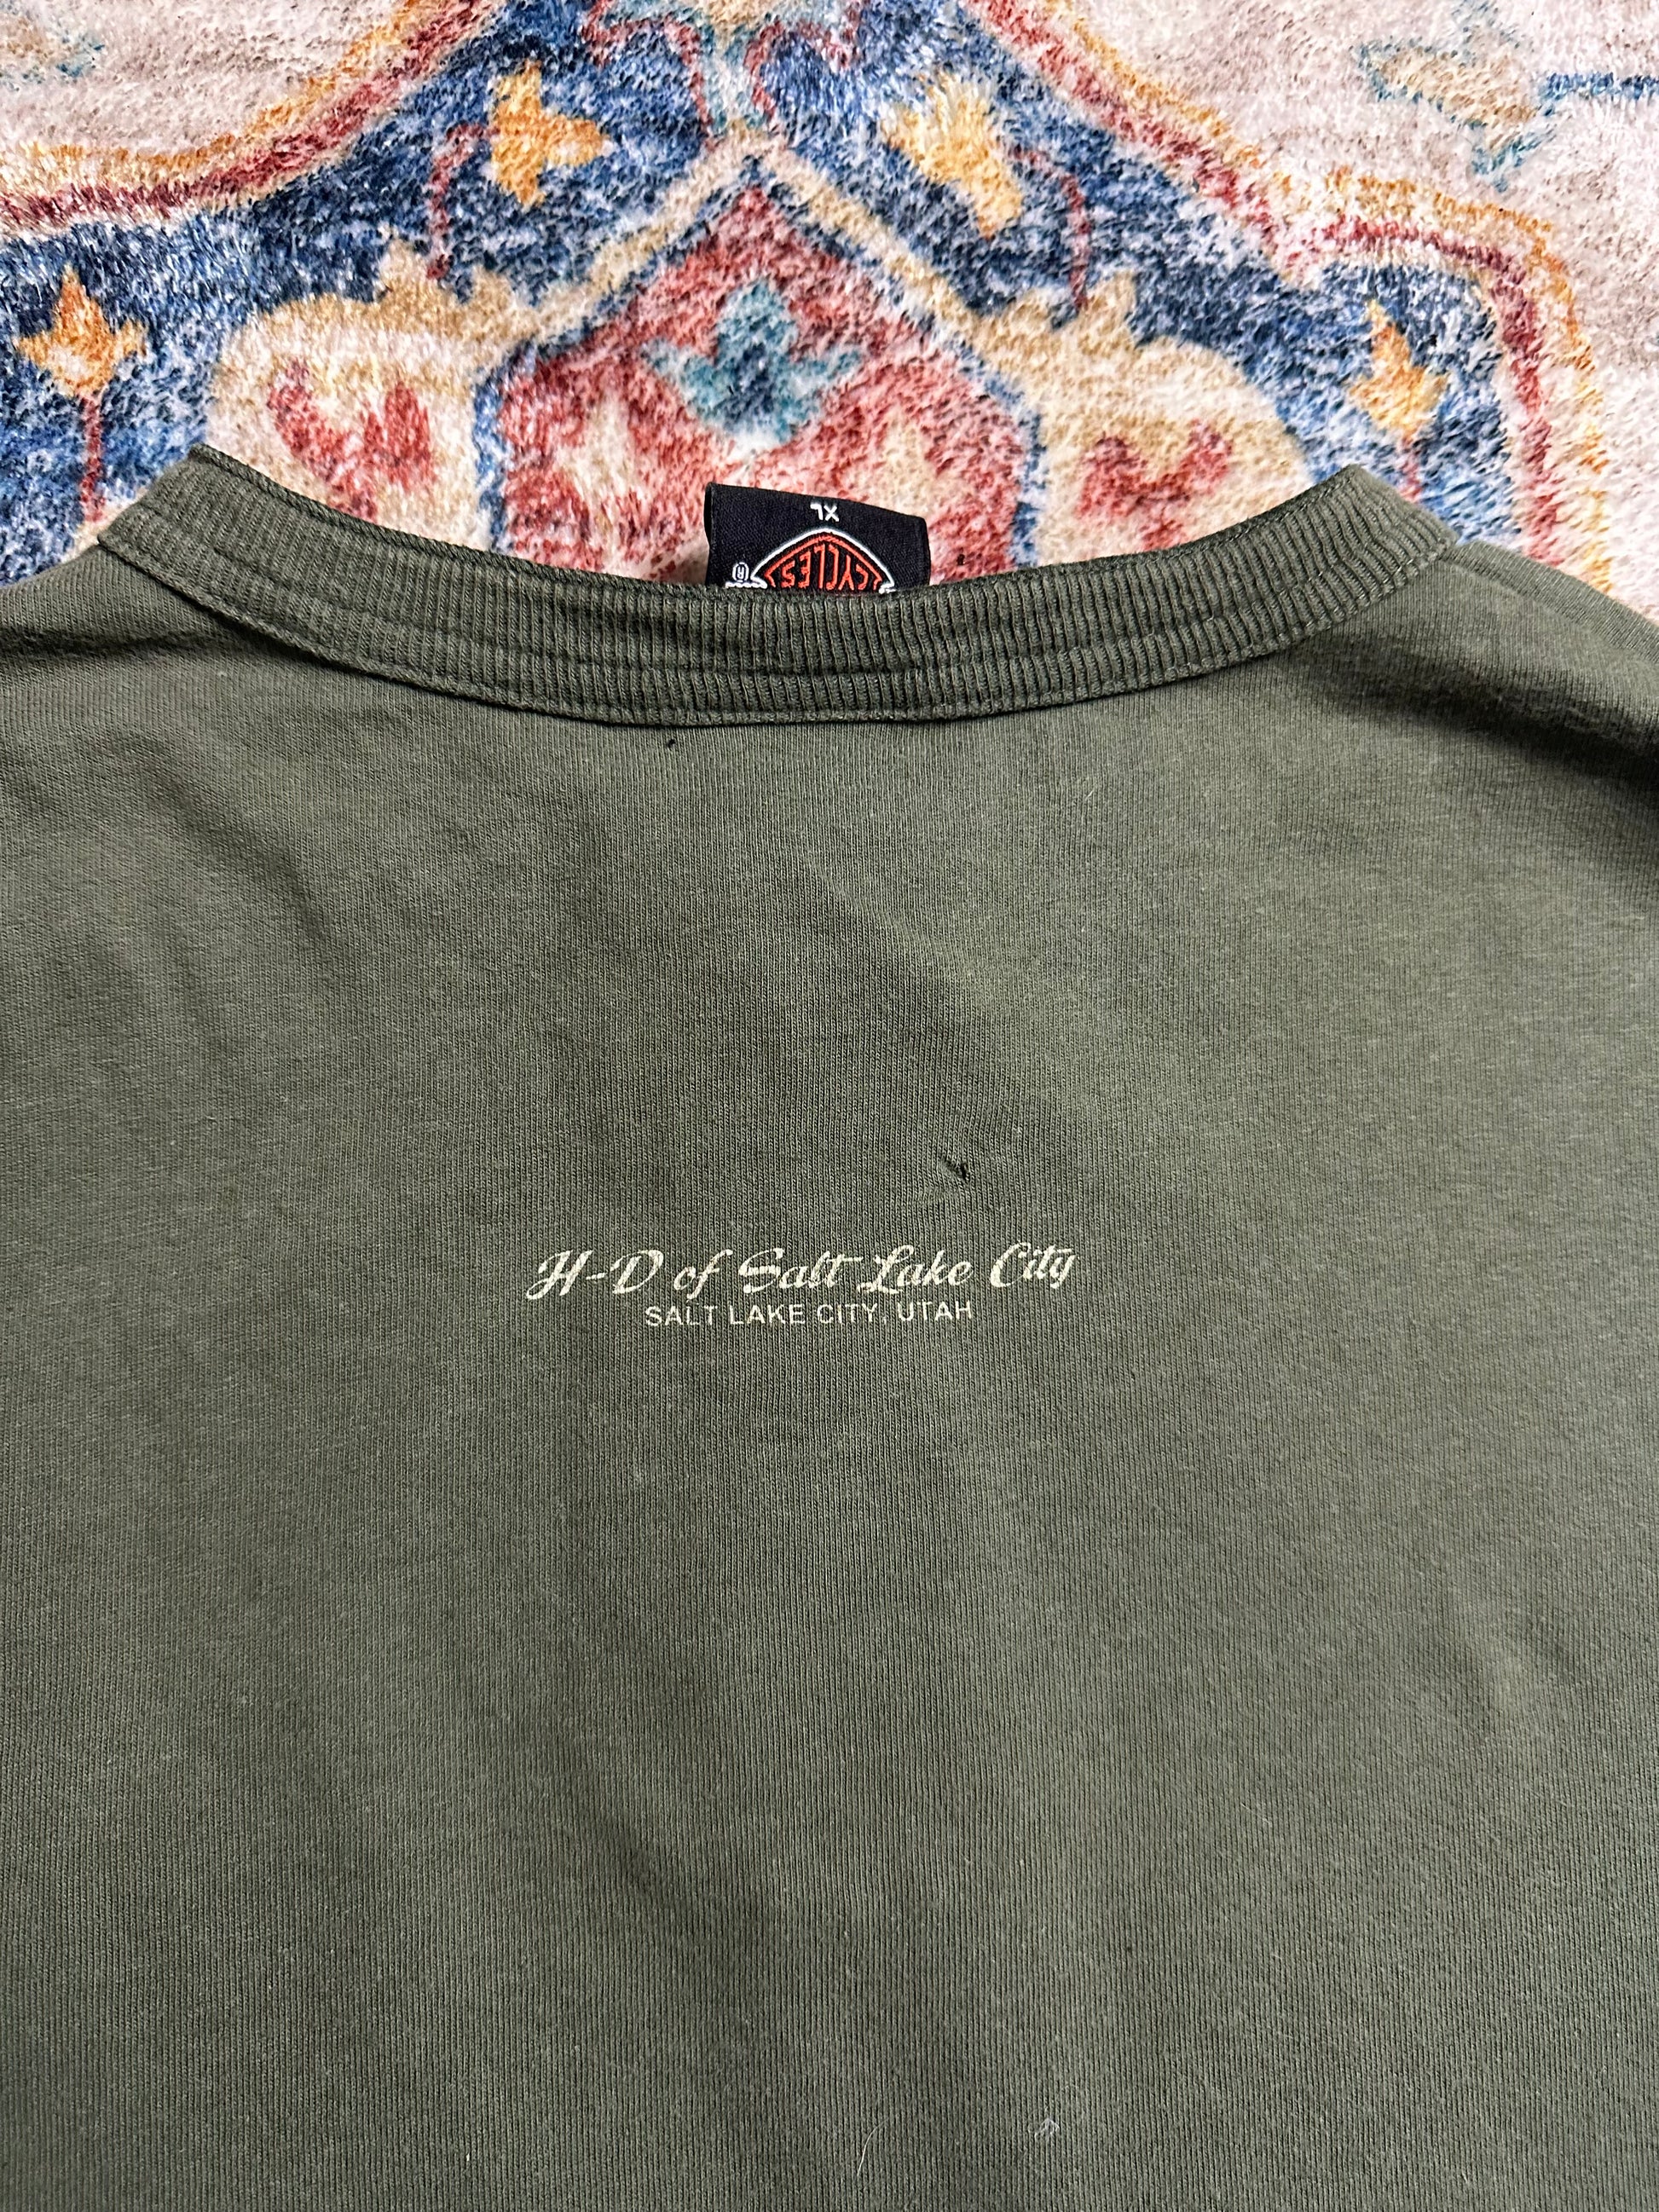 XL
CYCLES
®
H-D of Salt Lake City
SALT LAKE CITY, UTAH